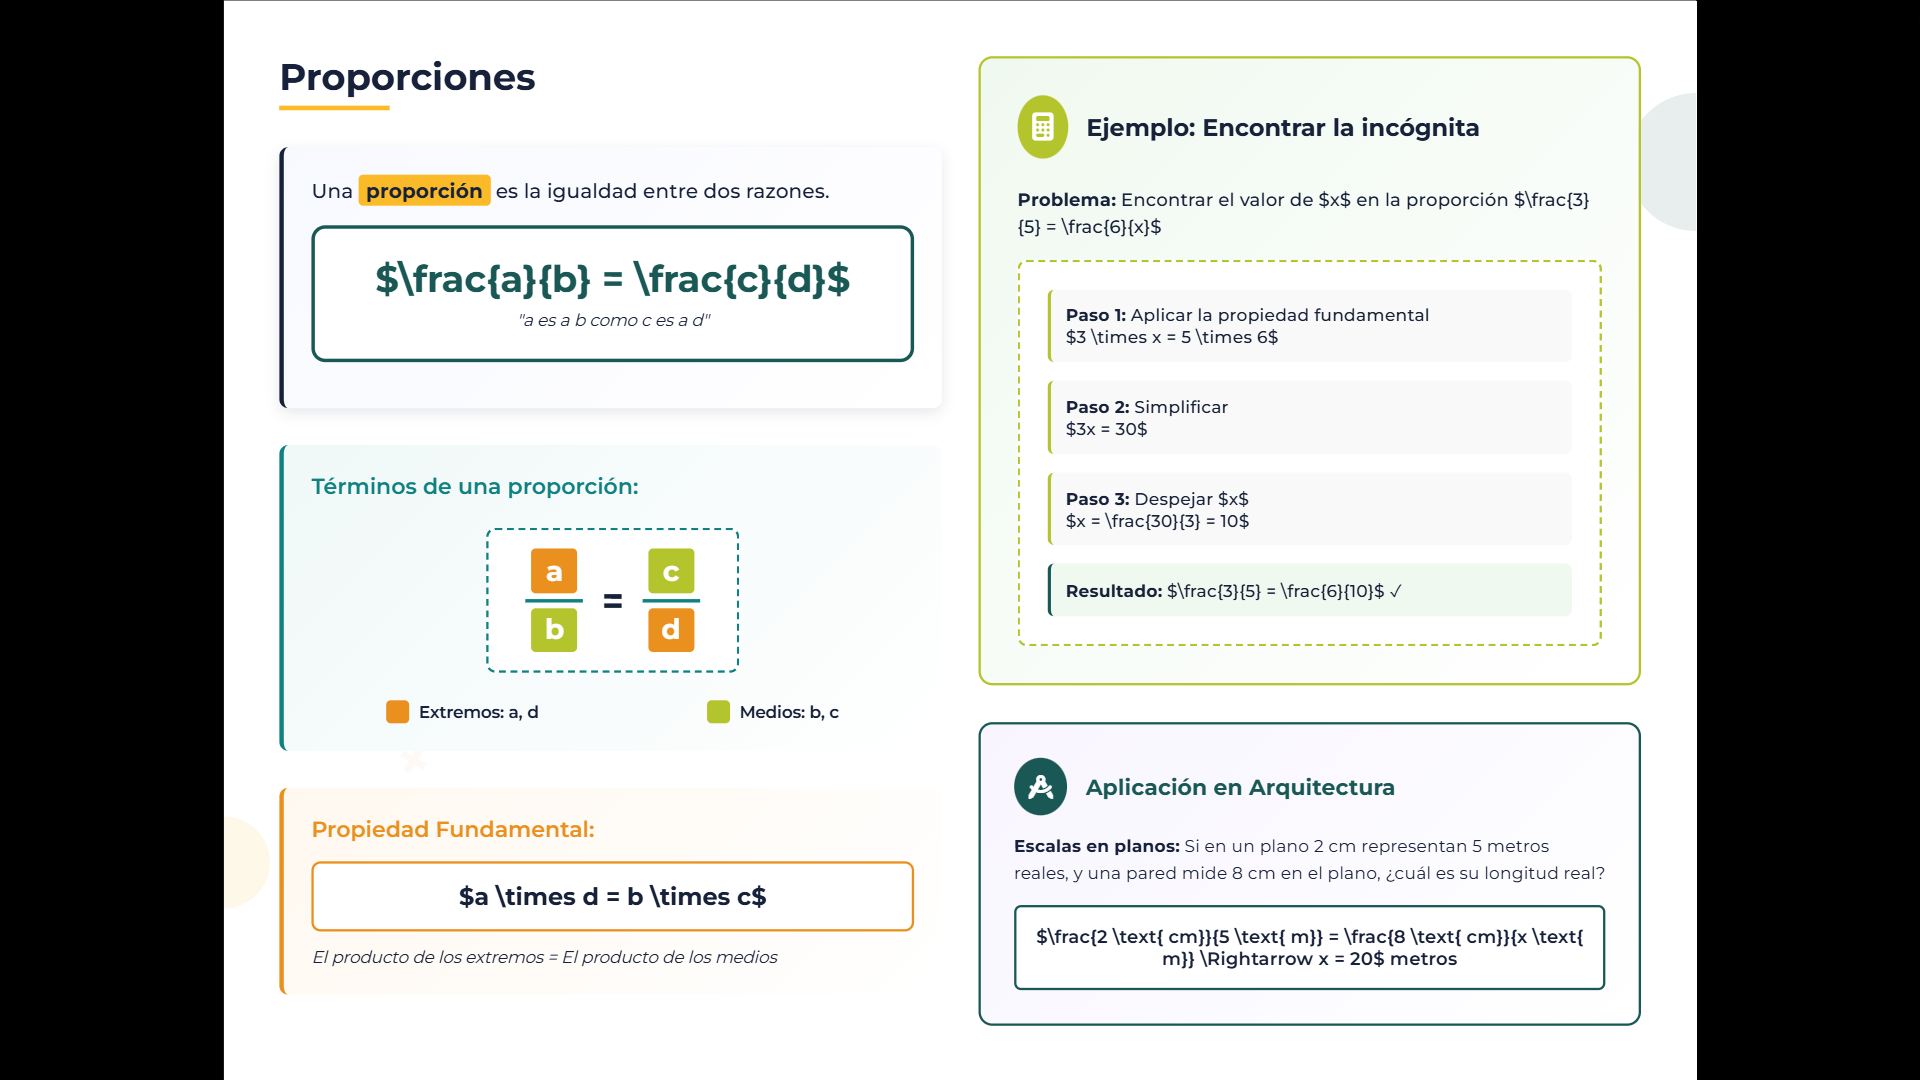 Proporciones
Una proporción es la igualdad entre dos razones.
$\frac{a}{b} = \frac{c}{d}$
"a es a b como c es a d"
Términos de una proporción:
a
b
=
c
d
Extremos: a, d
Medios: b, c
Propiedad Fundamental:
$a \times d = b \times c$
El producto de los extremos = El producto de los medios
Ejemplo: Encontrar la incógnita
Problema: Encontrar el valor de $x$ en la proporción $\frac{3}
{5} = \frac{6}{x}$
Paso 1: Aplicar la propiedad fundamental
$3 \times x = 5 \times 6$
Paso 2: Simplificar
$3x = 30$
Paso 3: Despejar $x$
$x = \frac{30}{3} = 10$
Resultado: $\frac{3}{5} = \frac{6}{10}$ ✓
Aplicación en Arquitectura
Escalas en planos: Si en un plano 2 cm representan 5 metros
reales, y una pared mide 8 cm en el plano, ¿cuál es su longitud real?
$\frac{2 \text{ cm}}{5 \text{ m}} = \frac{8 \text{ cm}}{x \text{
m}} \Rightarrow x = 20$ metros